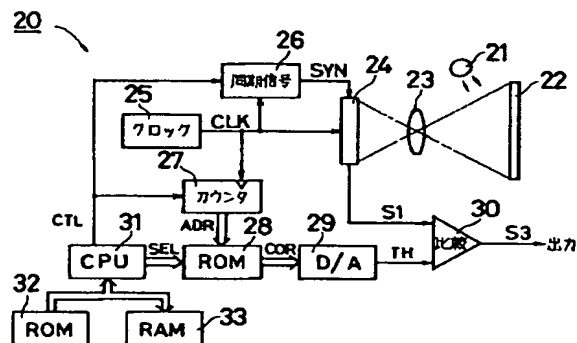 20
26
同期信号
SYN
24
23
21
22
25
クロック
CLK
27
カウンタ
CTL
ADR
31
CPU
SEL
28
ROM
COR
29
D/A
TH
S1
30
比較
S3
出力
32
ROM
RAM
33